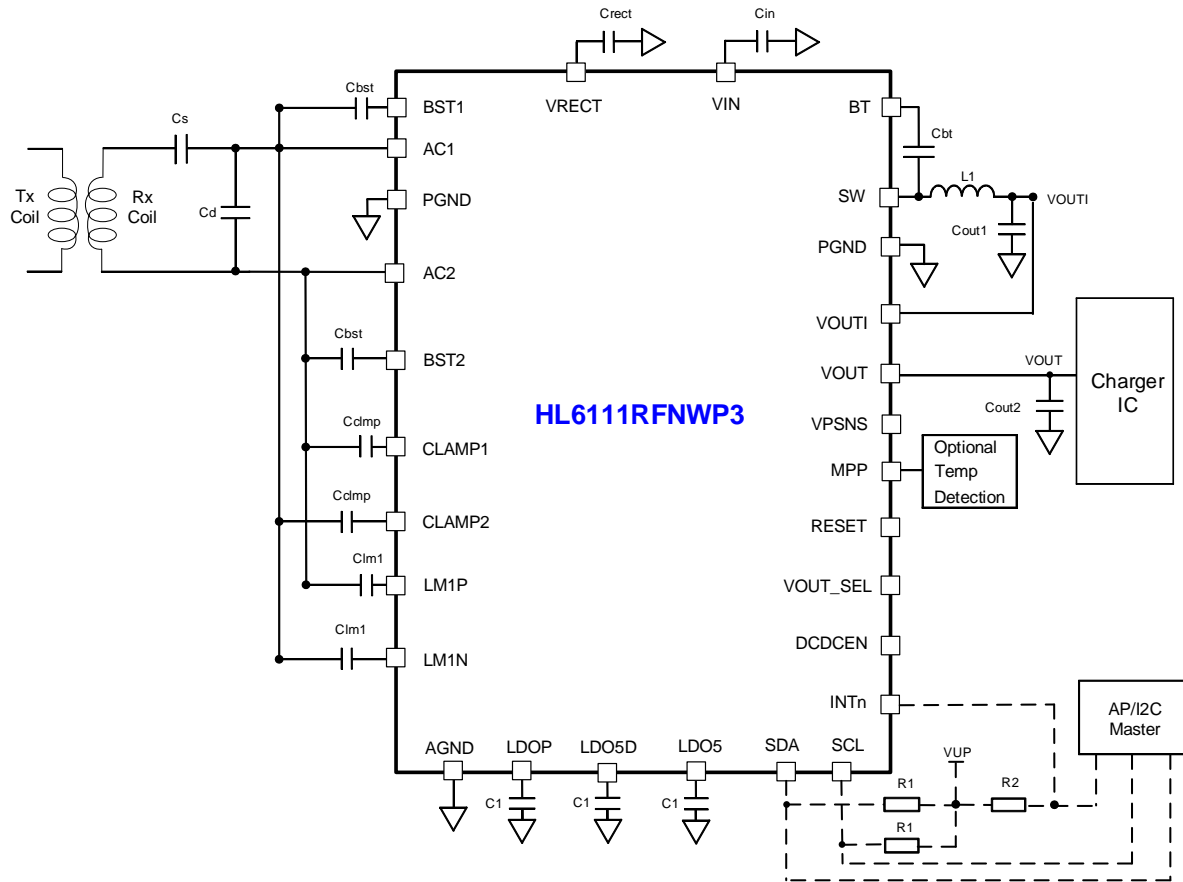 Crect
Cin
VRECT
VIN
Cbst
BST1
Cs
AC1
Tx
Coil
Rx
Coil
Cd
PGND
AC2
Cbst
BST2
Cclmp
CLAMP1
Cclmp
CLAMP2
Clm1
LM1P
Clm1
LM1N
HL6111RFNWP3
BT
Cbt
SW
L1
VOUTI
Cout1
PGND
VOUTI
VOUT
VOUT
Cout2
Charger
IC
VPSNS
MPP
Optional
Temp
Detection
RESET
VOUT_SEL
DCDCEN
INTn
AP/I2C
Master
AGND
LDOP
LDO5D
LDO5
SDA
SCL
C1
C1
C1
VUP
R1
R2
R1